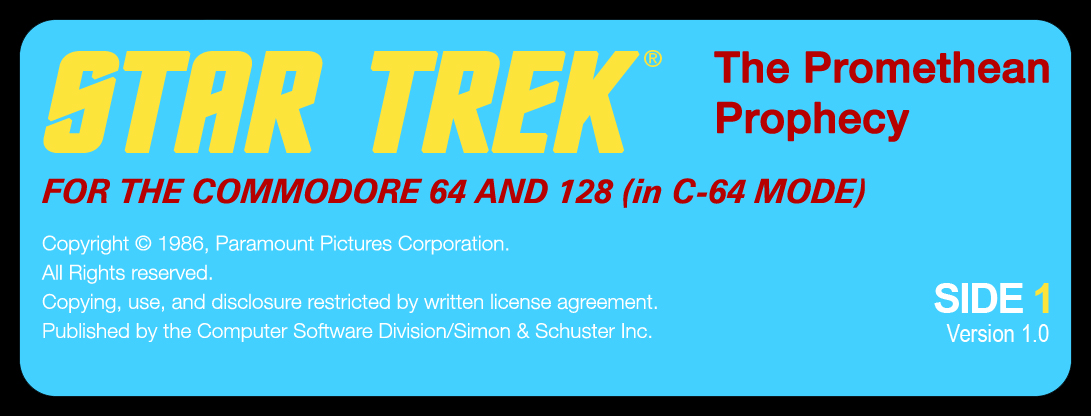 STAR TREK®
The Promethean
Prophecy
FOR THE COMMODORE 64 AND 128 (in C-64 MODE)
Copyright © 1986, Paramount Pictures Corporation.
All Rights reserved.
Copying, use, and disclosure restricted by written license agreement.
Published by the Computer Software Division/Simon & Schuster Inc.
SIDE 1
Version 1.0